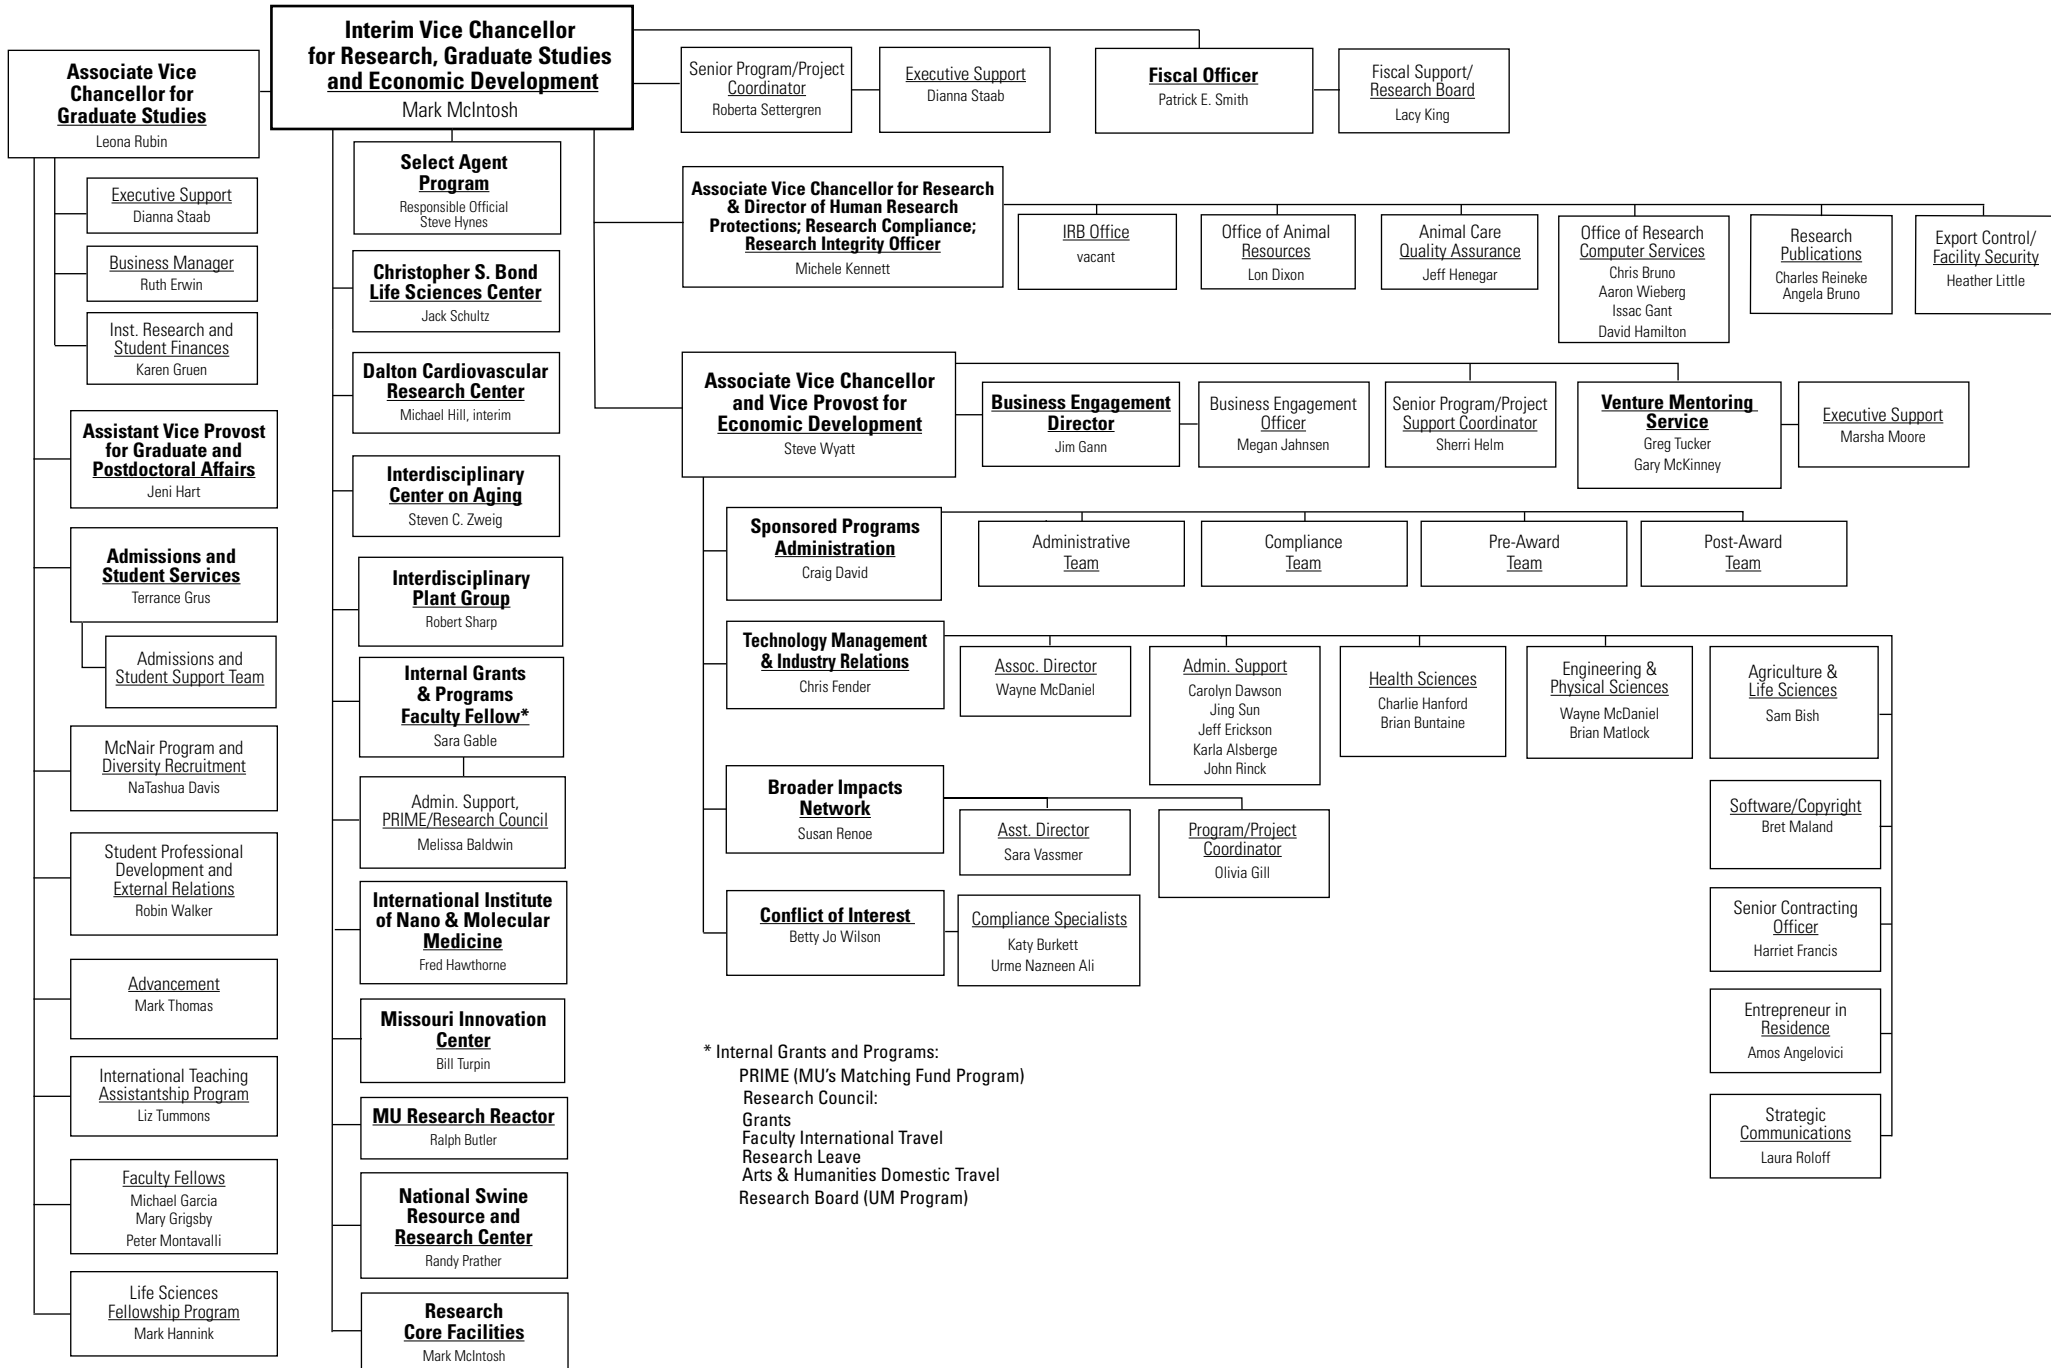 Interim Vice Chancellor
for Research, Graduate Studies
and Economic Development
Mark McIntosh
Associate Vice
Chancellor for
Graduate Studies
Leona Rubin
Senior Program/Project
Coordinator
Roberta Settergren
Executive Support
Dianna Staab
Fiscal Officer
Patrick E. Smith
Fiscal Support/
Research Board
Lacy King
Executive Support
Dianna Staab
Business Manager
Ruth Erwin
Inst. Research and
Student Finances
Karen Gruen
Assistant Vice Provost
for Graduate and
Postdoctoral Affairs
Jeni Hart
Admissions and
Student Services
Terrance Grus
Admissions and
Student Support Team
McNair Program and
Diversity Recruitment
NaTashua Davis
Student Professional
Development and
External Relations
Robin Walker
Advancement
Mark Thomas
International Teaching
Assistantship Program
Liz Tummons
Faculty Fellows
Michael Garcia
Mary Grigsby
Peter Montavalli
Life Sciences
Fellowship Program
Mark Hannink
Select Agent
Program
Responsible Official
Steve Hynes
Christopher S. Bond
Life Sciences Center
Jack Schultz
Dalton Cardiovascular
Research Center
Michael Hill, interim
Interdisciplinary
Center on Aging
Steven C. Zweig
Interdisciplinary
Plant Group
Robert Sharp
Internal Grants
& Programs
Faculty Fellow*
Sara Gable
Admin. Support,
PRIME/Research Council
Melissa Baldwin
International Institute
of Nano & Molecular
Medicine
Fred Hawthorne
Missouri Innovation
Center
Bill Turpin
MU Research Reactor
Ralph Butler
National Swine
Resource and
Research Center
Randy Prather
Research
Core Facilities
Mark McIntosh
Associate Vice Chancellor for Research
& Director of Human Research
Protections; Research Compliance;
Research Integrity Officer
Michele Kennett
IRB Office
vacant
Office of Animal
Resources
Lon Dixon
Animal Care
Quality Assurance
Jeff Henegar
Office of Research
Computer Services
Chris Bruno
Aaron Wieberg
Issac Gant
David Hamilton
Research
Publications
Charles Reineke
Angela Bruno
Export Control/
Facility Security
Heather Little
Associate Vice Chancellor
and Vice Provost for
Economic Development
Steve Wyatt
Business Engagement
Director
Jim Gann
Business Engagement
Officer
Megan Jahnsen
Senior Program/Project
Support Coordinator
Sherri Helm
Venture Mentoring
Service
Greg Tucker
Gary McKinney
Executive Support
Marsha Moore
Sponsored Programs
Administration
Craig David
Administrative
Team
Compliance
Team
Pre-Award
Team
Post-Award
Team
Technology Management
& Industry Relations
Chris Fender
Assoc. Director
Wayne McDaniel
Admin. Support
Carolyn Dawson
Jing Sun
Jeff Erickson
Karla Alsberge
John Rinck
Health Sciences
Charlie Hanford
Brian Buntaine
Engineering &
Physical Sciences
Wayne McDaniel
Brian Matlock
Agriculture &
Life Sciences
Sam Bish
Software/Copyright
Bret Maland
Senior Contracting
Officer
Harriet Francis
Entrepreneur in
Residence
Amos Angelovici
Strategic
Communications
Laura Roloff
Broader Impacts
Network
Susan Renoe
Asst. Director
Sara Vassmer
Program/Project
Coordinator
Olivia Gill
Conflict of Interest
Betty Jo Wilson
Compliance Specialists
Katy Burkett
Urme Nazneen Ali
* Internal Grants and Programs:
PRIME (MU's Matching Fund Program)
Research Council:
Grants
Faculty International Travel
Research Leave
Arts & Humanities Domestic Travel
Research Board (UM Program)